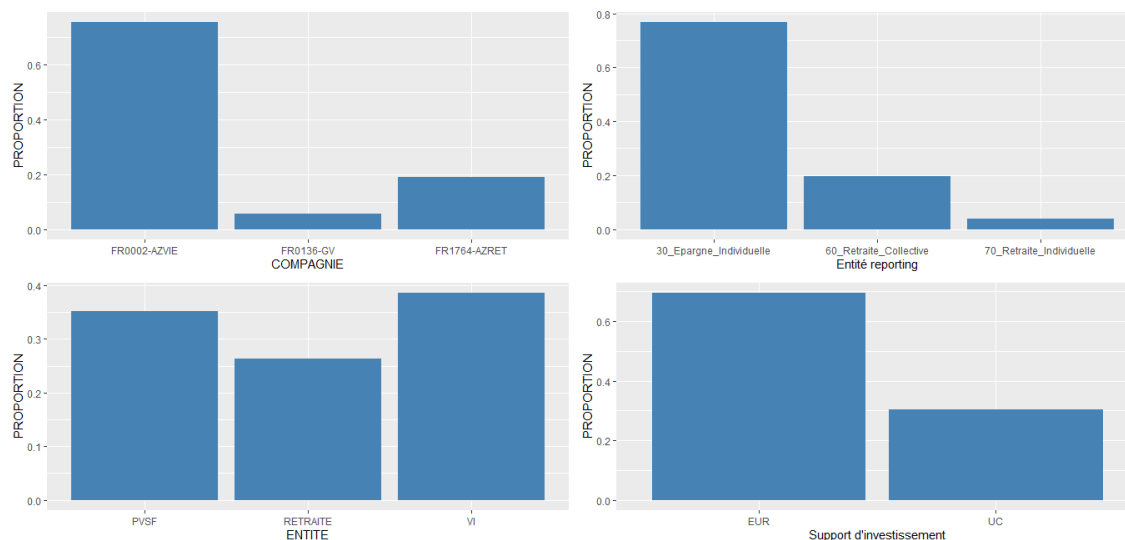 PROPORTION
0.6
0.4
0.2
0.0
FR0002-AZVIE FR0136-GV FR1764-AZRET
COMPAGNIE
PROPORTION
0.8
0.6
0.4
0.2
0.0
30_Epargne_Individuelle 60_Retraite_Collective 70_Retraite_Individuelle
Entité reporting
PROPORTION
0.4
0.3
0.2
0.1
0.0
PVSF RETRAITE VI
ENTITE
PROPORTION
0.6
0.4
0.2
0.0
EUR UC
Support d'investissement